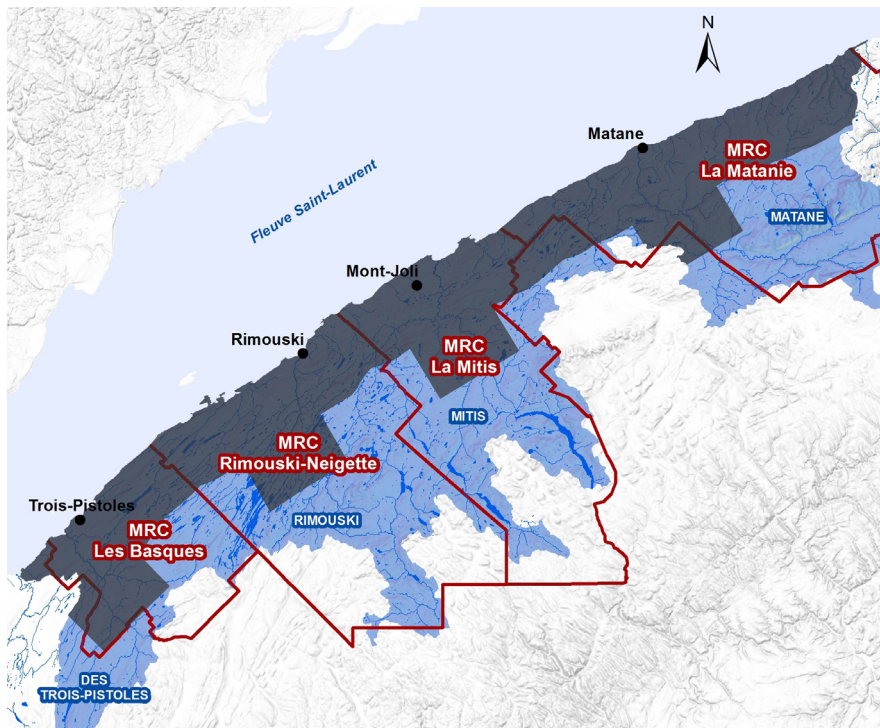 N
Matane
MRC
La Matanie
MATANE
Fleuve Saint-Laurent
Mont-Joli
Rimouski
MRC
La Mitis
MITIS
MRC
Rimouski-Neigette
RIMOUSKI
Trois-Pistoles
MRC
Les Basques
DES
TROIS-PISTOLES